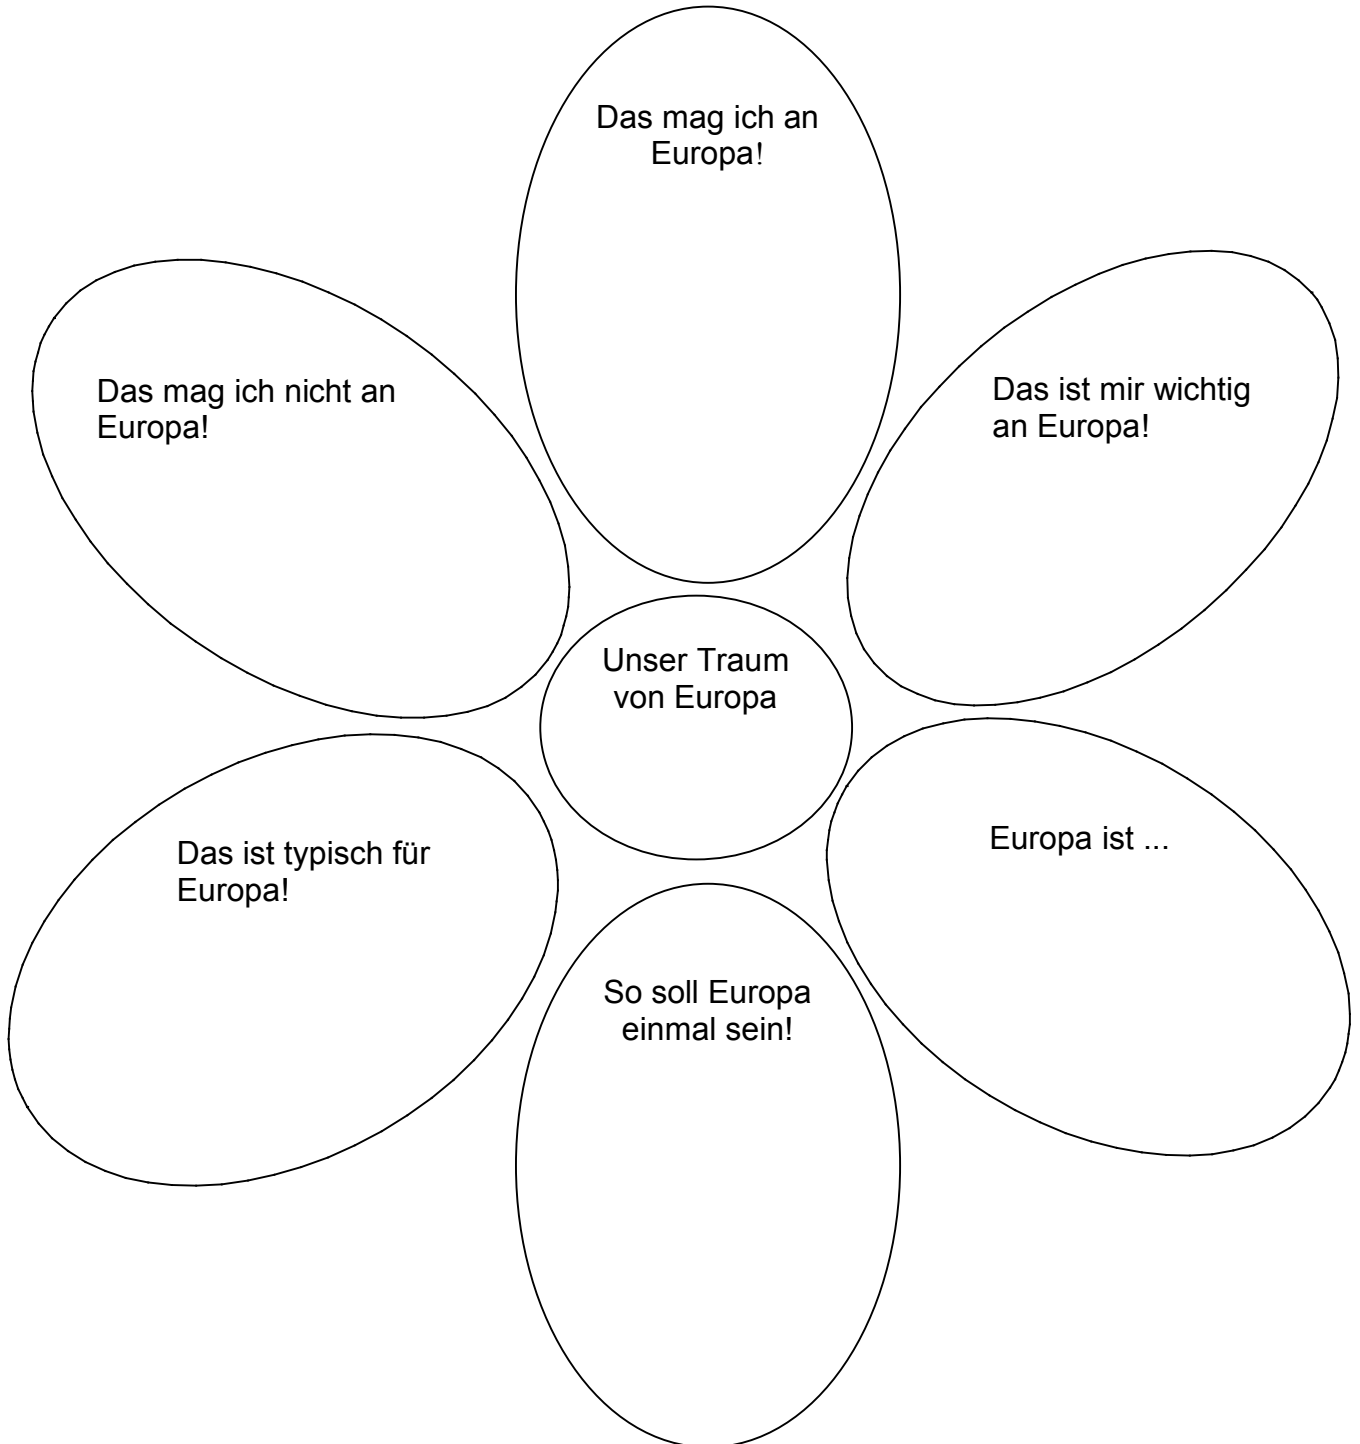 Das mag ich an
Europa!
Das mag ich nicht an
Europa!
Das ist mir wichtig
an Europa!
Unser Traum
von Europa
Das ist typisch für
Europa!
Europa ist ...
So soll Europa
einmal sein!